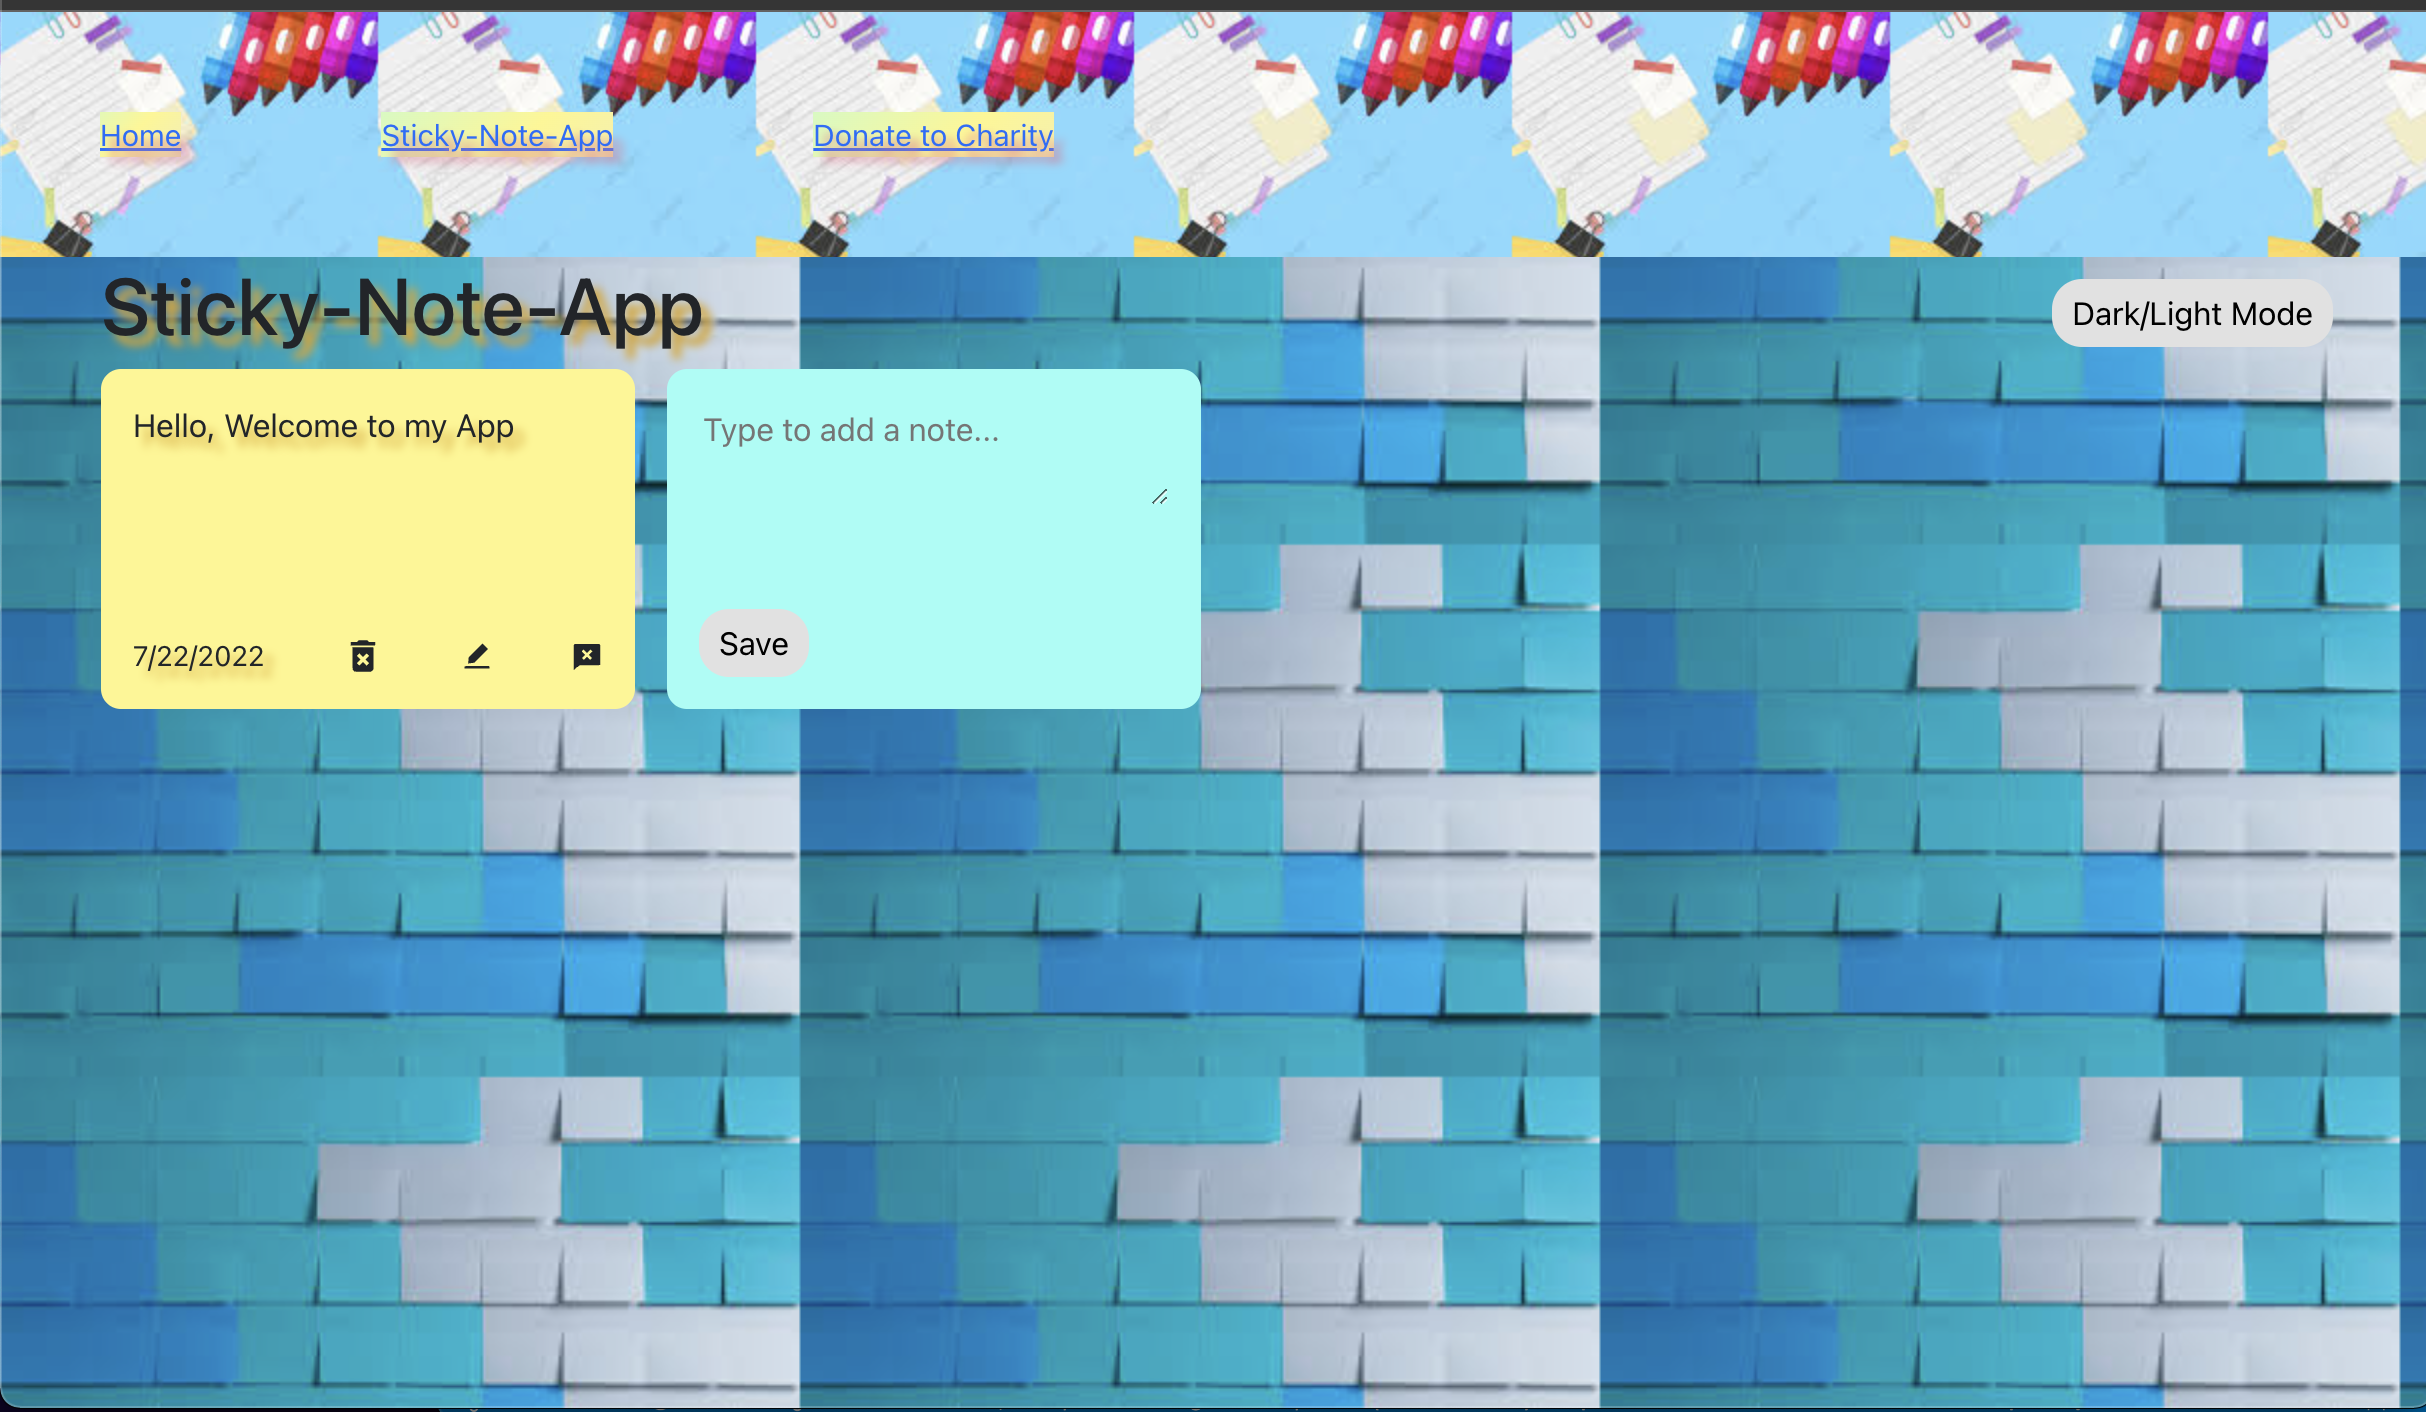 Home
Sticky-Note-App
Donate to Charity
Sticky-Note-App
Dark/Light Mode
Hello, Welcome to my App
7/22/2022
Type to add a note...
Save